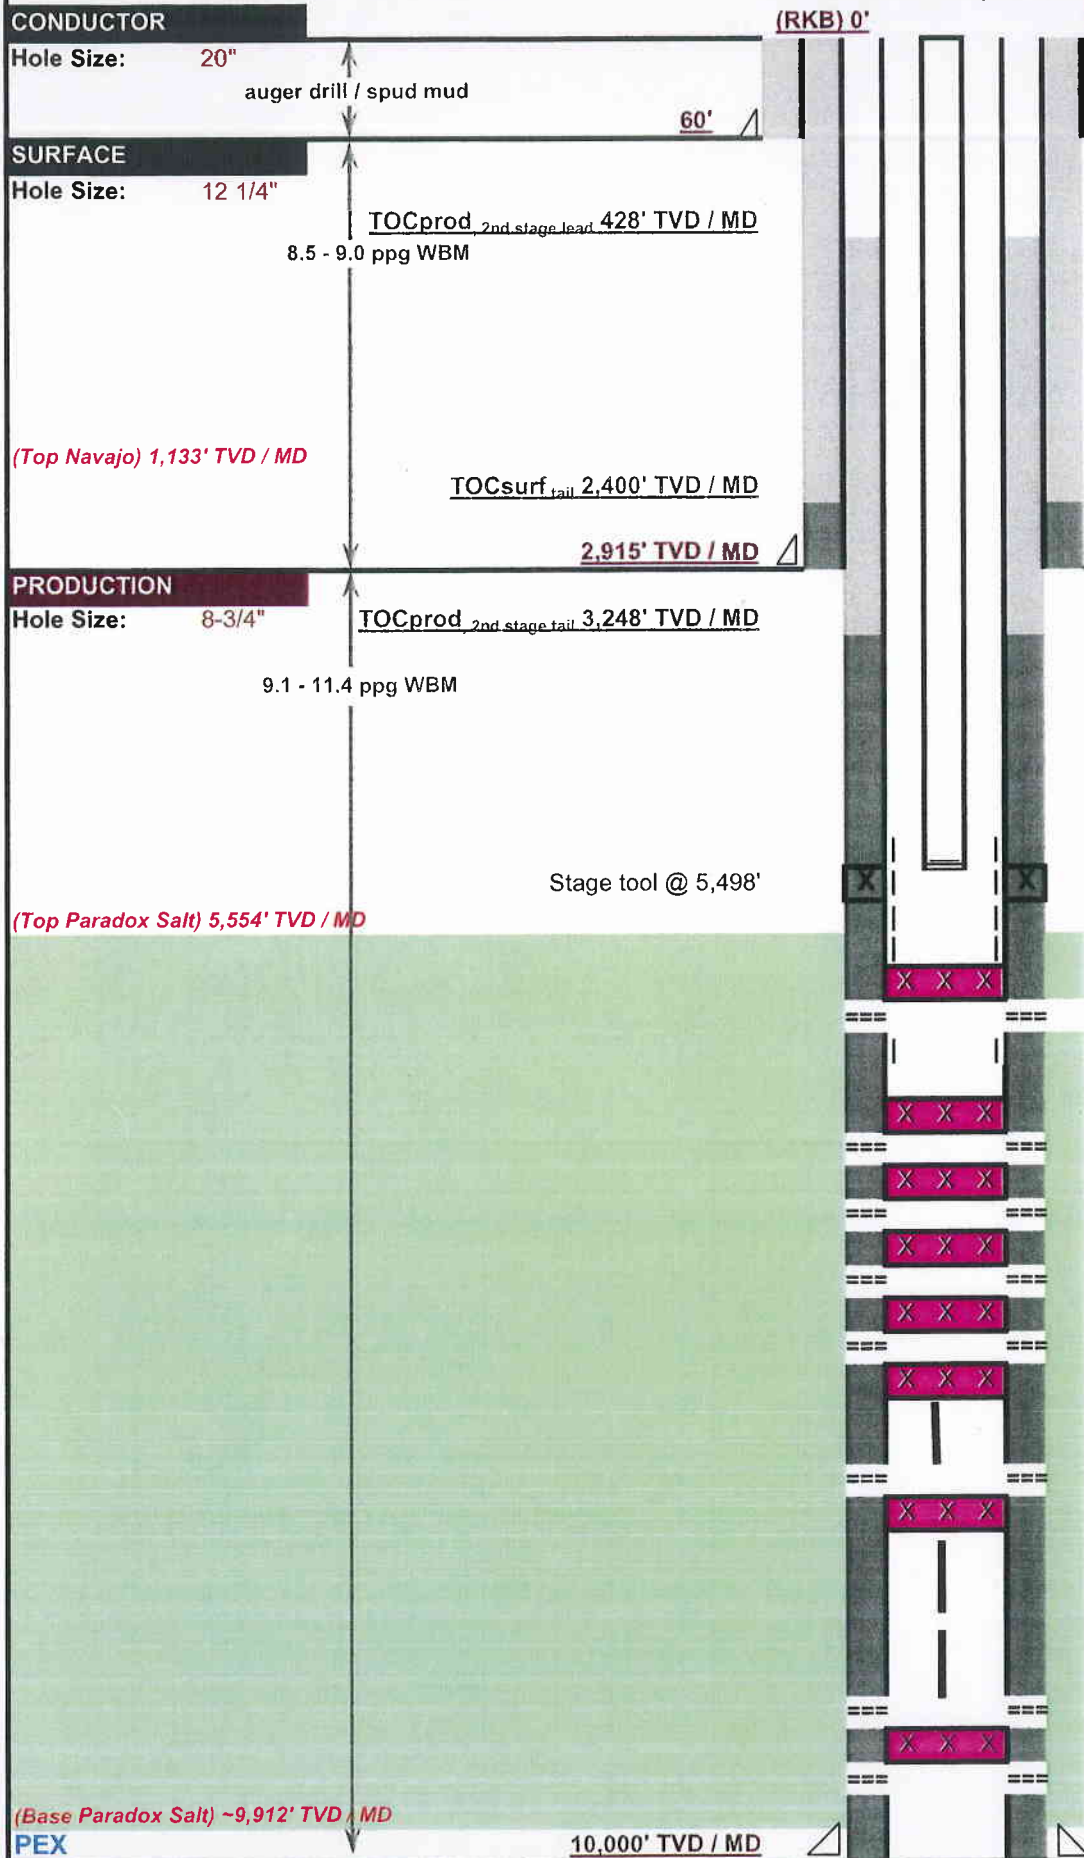 CONDUCTOR
(RKB) 0'
Hole Size: 20"
auger drill / spud mud
60'
SURFACE
Hole Size: 12 1/4"
TOCprod, 2nd stage lead 428' TVD / MD
8.5 - 9.0 ppg WBM
(Top Navajo) 1,133' TVD / MD
TOCsurf tail 2,400' TVD / MD
2,915' TVD / MD
PRODUCTION
Hole Size: 8-3/4"
TOCprod, 2nd stage tail 3,248' TVD / MD
9.1 - 11.4 ppg WBM
Stage tool @ 5,498'
X X
(Top Paradox Salt) 5,554' TVD / MD
X X X
=== ===
X X X
=== ===
X X X
=== ===
X X X
=== ===
X X X
=== ===
X X X
=== ===
X X X
=== ===
X X X
=== ===
(Base Paradox Salt) ~9,912' TVD / MD
PEX
10,000' TVD / MD